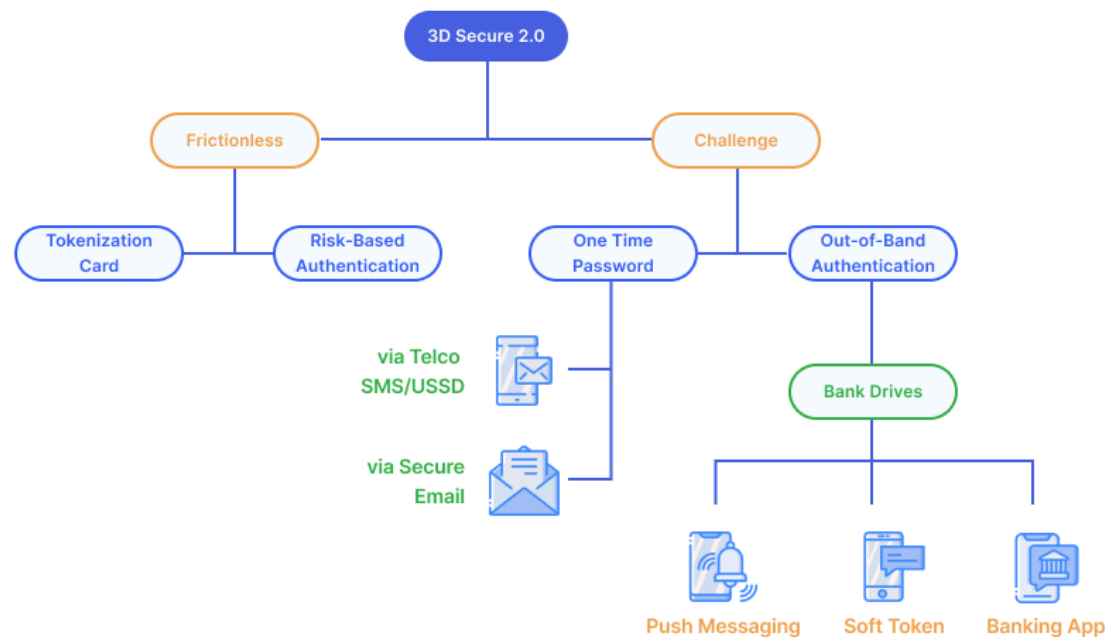 3D Secure 2.0
Frictionless
Challenge
Tokenization
Card
Risk-Based
Authentication
One Time
Password
Out-of-Band
Authentication
via Telco
SMS/USSD
via Secure
Email
Bank Drives
Push Messaging
Soft Token
Banking App